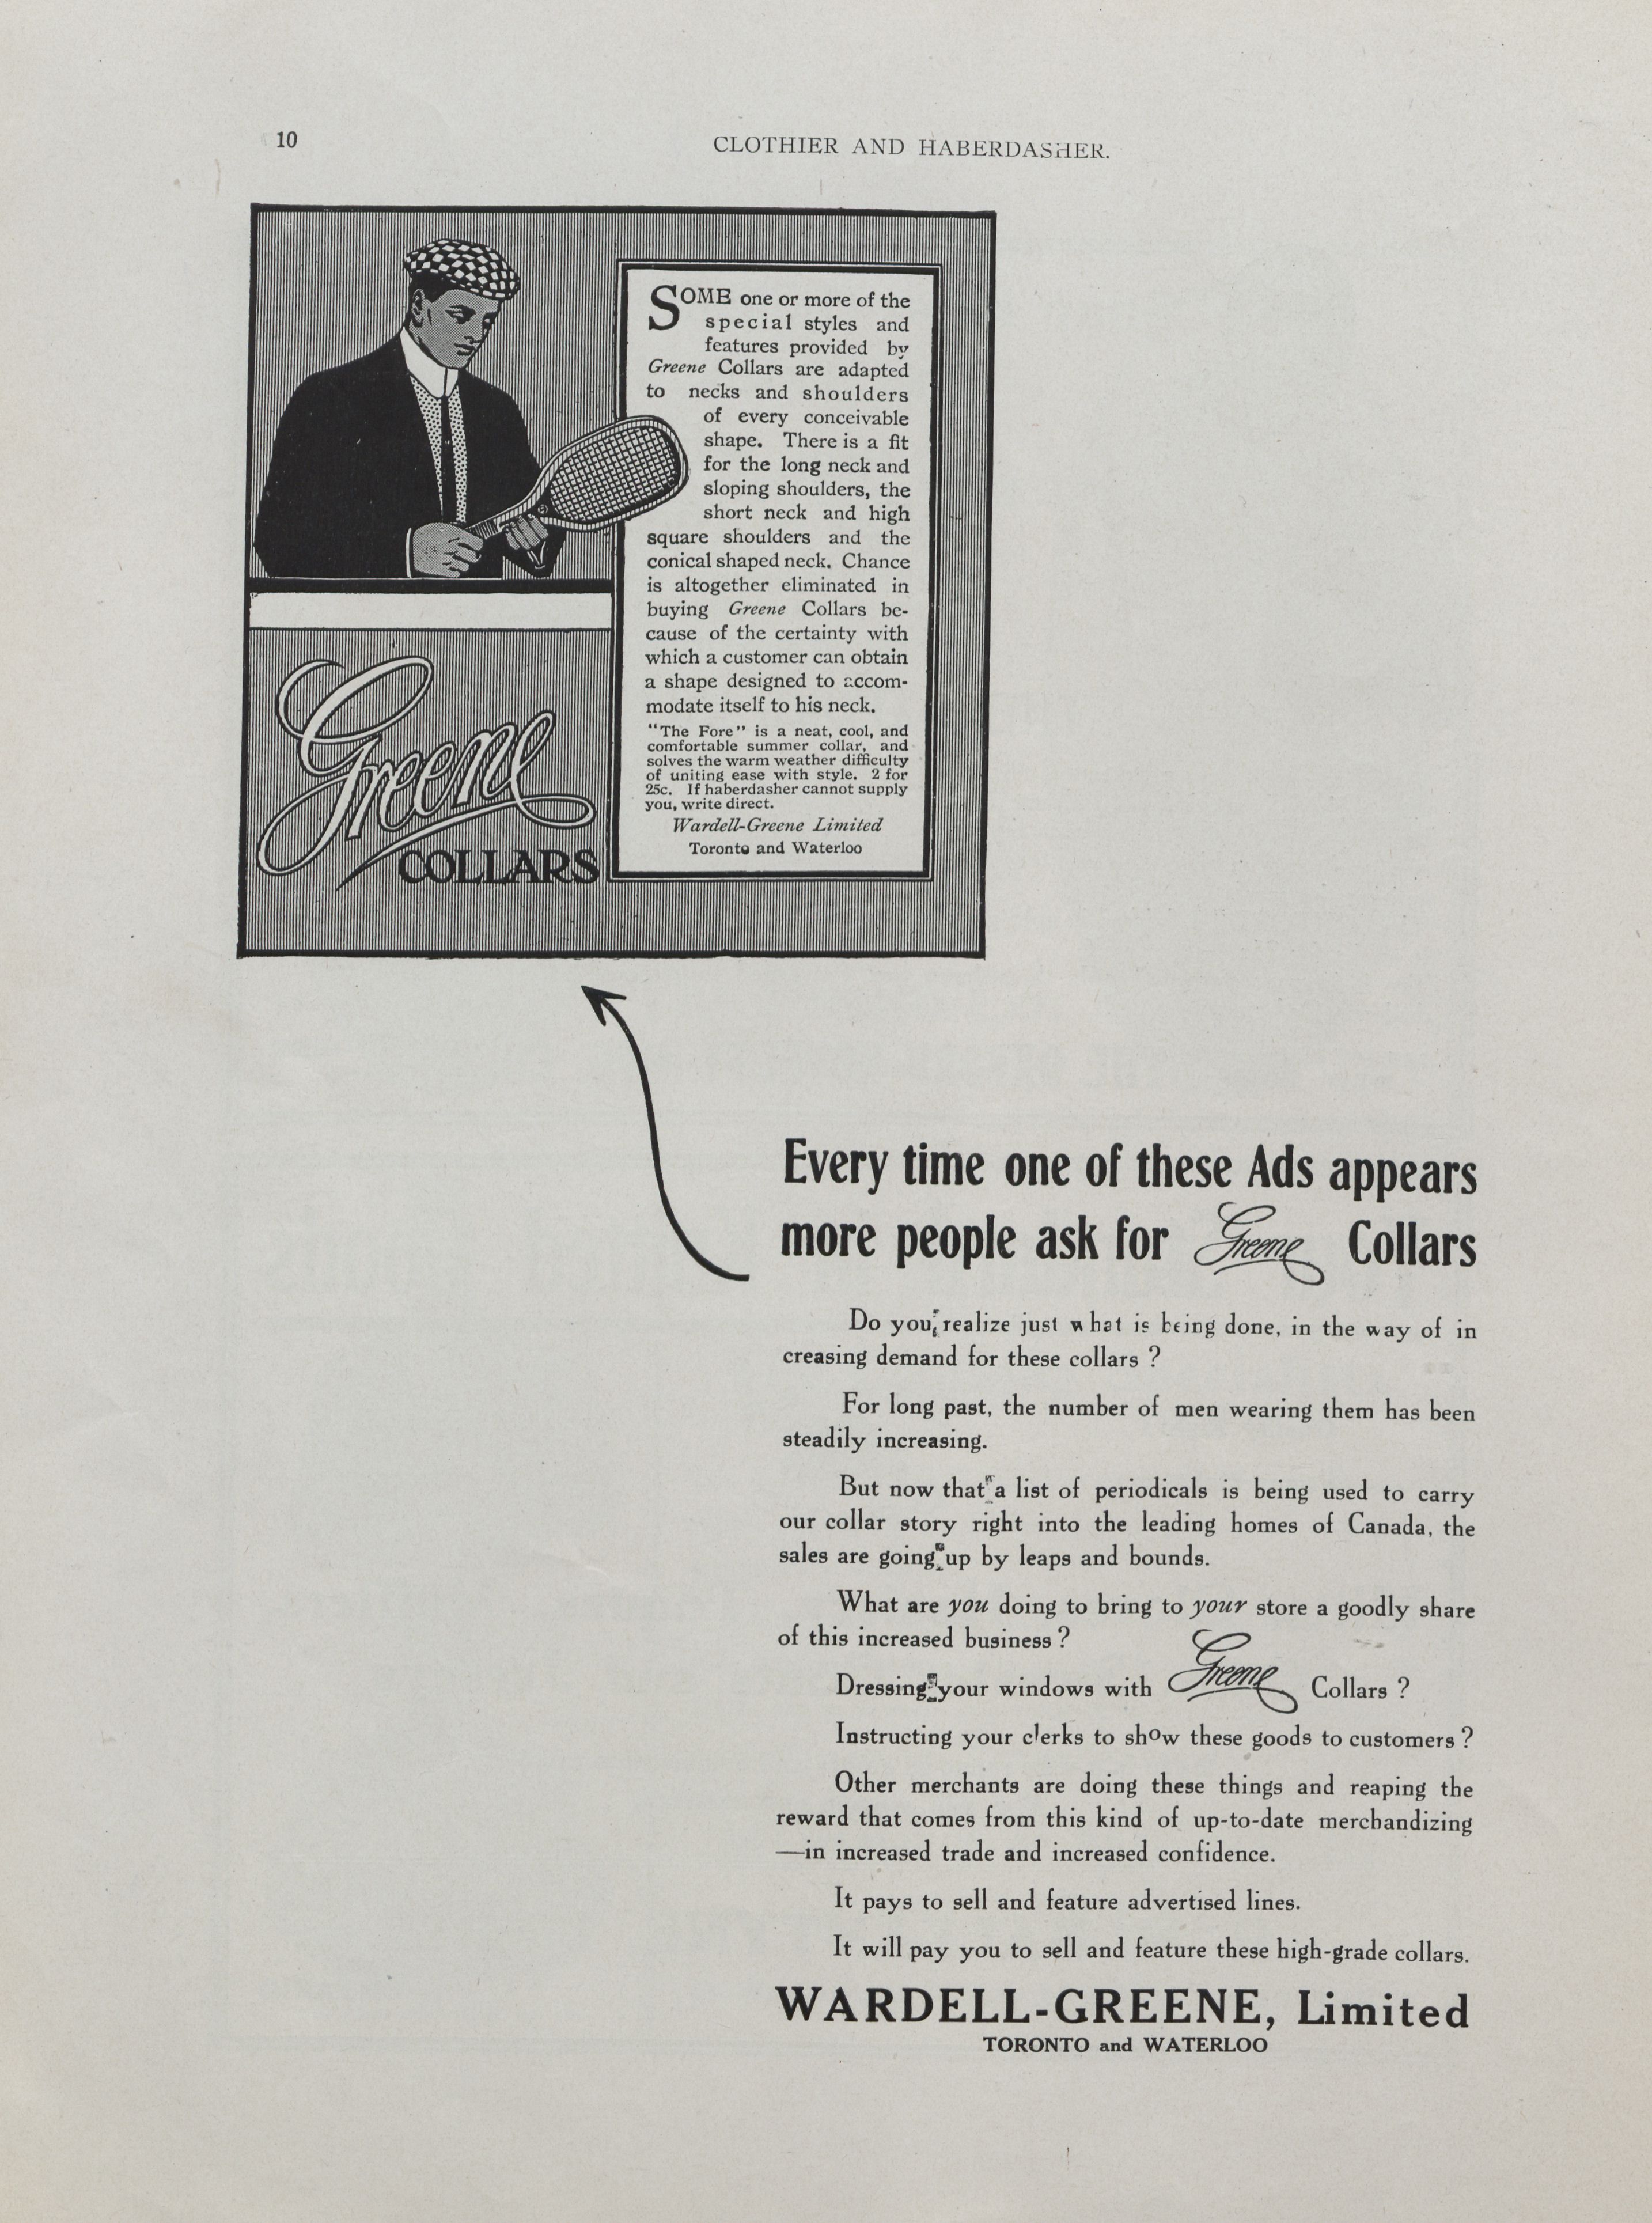 10
CLOTHIER AND HABERDASHER.
SOME one or more of the
special styles and
features provided by
Greene Collars are adapted
to necks and shoulders
of every conceivable
shape. There is a fit
for the long neck and
sloping shoulders, the
short neck and high
square shoulders and the
conical shaped neck. Chance
is altogether eliminated in
buying Greene Collars be-
cause of the certainty with
which a customer can obtain
a shape designed to accom-
modate itself to his neck.
"The Fore" is a neat, cool, and
comfortable summer collar, and
solves the warm weather difficulty
of uniting ease with style. 2 for
25c. If haberdasher cannot supply
you, write direct.
Wardell-Greene Limited
Toronto and Waterloo
Greene
COLLARS
Every time one of these Ads appears
more people ask for Greene Collars
Do you realize just what is being done, in the way of in
creasing demand for these collars ?
For long past, the number of men wearing them has been
steadily increasing.
But now that a list of periodicals is being used to carry
our collar story right into the leading homes of Canada, the
sales are going up by leaps and bounds.
What are you doing to bring to your store a goodly share
of this increased business ?
Dressing your windows with Greene Collars ?
Instructing your clerks to show these goods to customers ?
Other merchants are doing these things and reaping the
reward that comes from this kind of up-to-date merchandizing
—in increased trade and increased confidence.
It pays to sell and feature advertised lines.
It will pay you to sell and feature these high-grade collars.
WARDELL-GREENE, Limited
TORONTO and WATERLOO